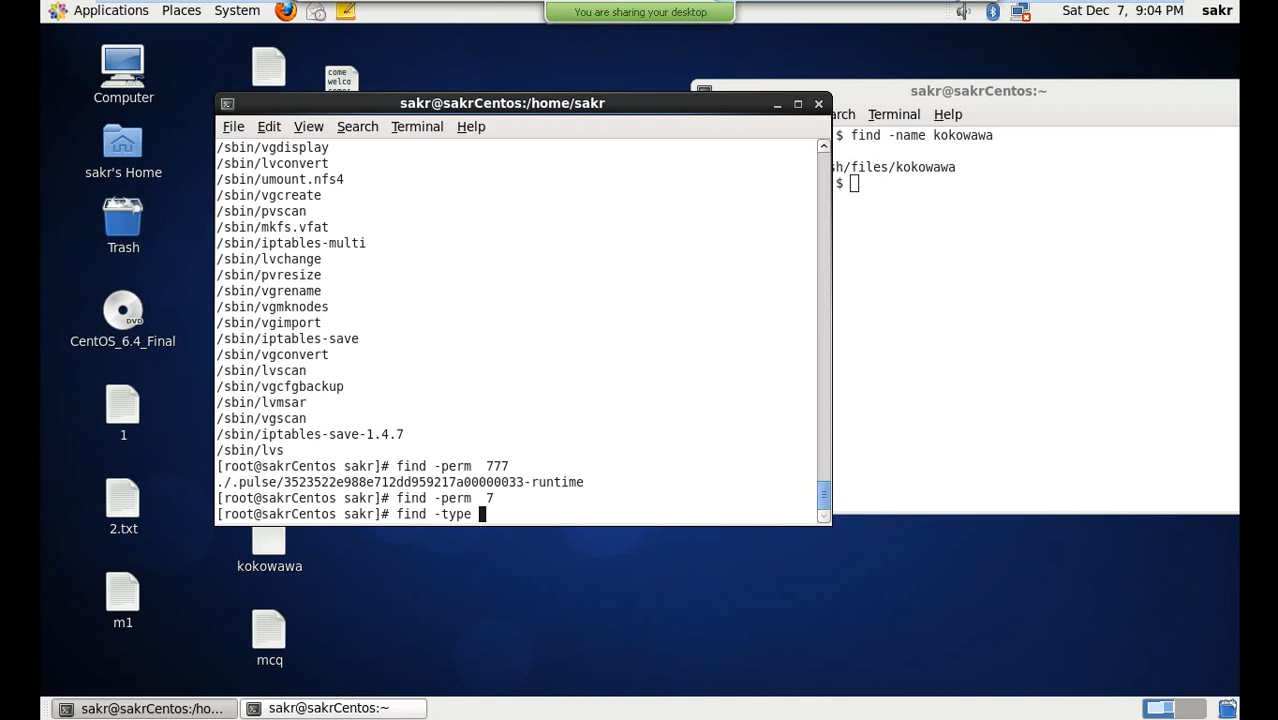 Applications Places System
You are sharing your desktop
Sat Dec 7, 9:04 PM sakr
Computer
sakr's Home
Trash
CentOS_6.4_Final
1
2.txt
m1
come
welco
kokowawa
mcq
sakr@sakrCentos:/home/sakr
File Edit View Search Terminal Help
/sbin/vgdisplay
/sbin/lvconvert
/sbin/umount.nfs4
/sbin/vgcreate
/sbin/pvscan
/sbin/mkfs.vfat
/sbin/iptables-multi
/sbin/lvchange
/sbin/pvresize
/sbin/vgrename
/sbin/vgmknodes
/sbin/vgimport
/sbin/iptables-save
/sbin/vgconvert
/sbin/lvscan
/sbin/vgcfgbackup
/sbin/lvmsar
/sbin/vgscan
/sbin/iptables-save-1.4.7
/sbin/lvs
[root@sakrCentos sakr]# find -perm  777
./.pulse/3523522e988e712dd959217a00000033-runtime
[root@sakrCentos sakr]# find -perm  7
[root@sakrCentos sakr]# find -type
sakr@sakrCentos:~
arch Terminal Help
$ find -name kokowawa
sh/files/kokowawa
$
sakr@sakrCentos:/ho...
sakr@sakrCentos:~